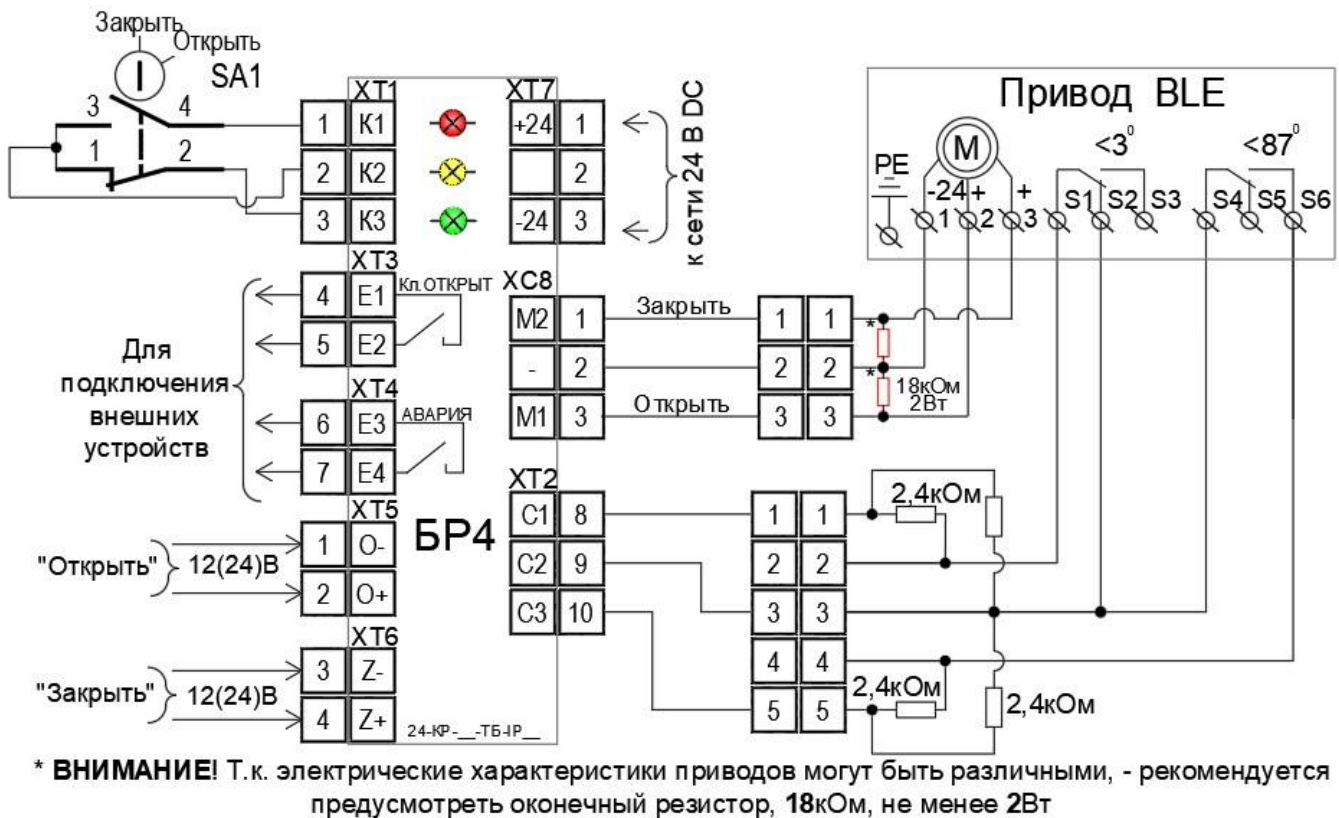 Закрыть
Открыть
SA1
3 4
1 2
XT1
1 K1
2 K2
3 K3
XT7
+24 1
2
-24 3
к сети 24 В DC
Привод BLE
PE
M
-24 + +
1 2 3
<3⁰
S1 S2 S3
<87⁰
S4 S5 S6
XT3
4 E1
5 E2
Кл.ОТКРЫТ
XT4
6 E3
7 E4
АВАРИЯ
Для
подключения
внешних
устройств
XC8
M2 1
- 2
M1 3
Закрыть
Открыть
1 1
2 2
3 3
*
*
18кОм
2Вт
XT5
1 O-
2 O+
"Открыть" 12(24)В
XT6
3 Z-
4 Z+
"Закрыть" 12(24)В
БР4
24-КР-__-ТБ-IP__
XT2
C1 8
C2 9
C3 10
1 1
2 2
3 3
4 4
5 5
2,4кОм
2,4кОм
2,4кОм
* ВНИМАНИЕ! Т.к. электрические характеристики приводов могут быть различными, - рекомендуется
предусмотреть оконечный резистор, 18кОм, не менее 2Вт